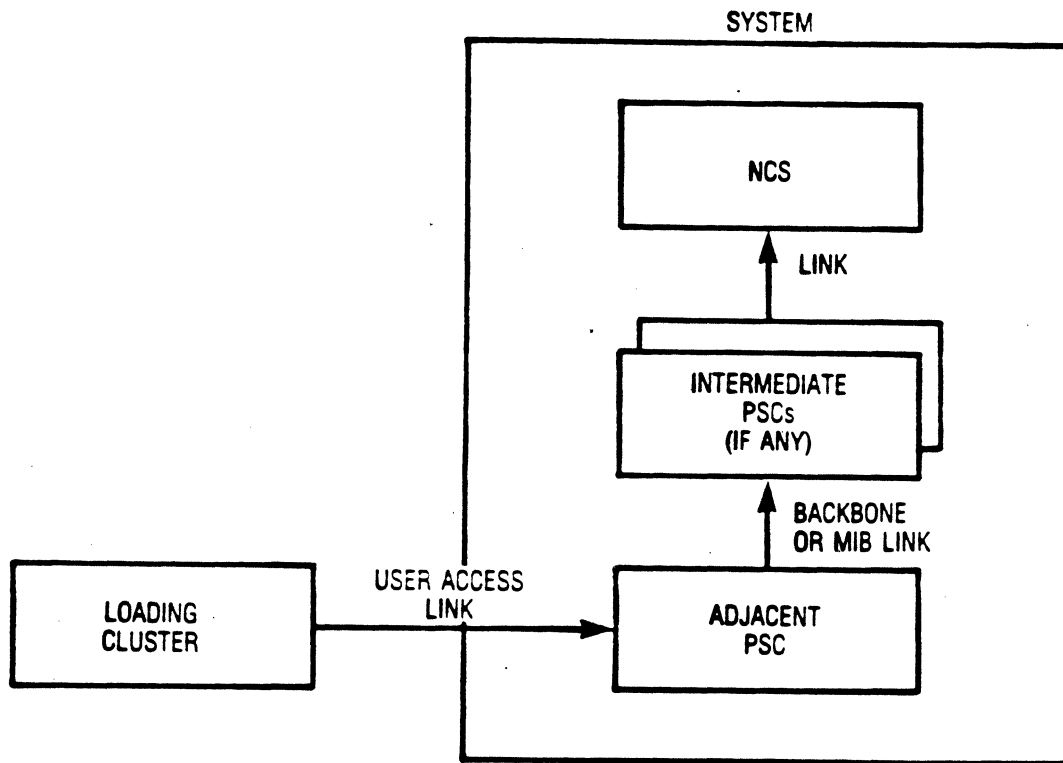 SYSTEM
NCS
LINK
INTERMEDIATE
PSCs
(IF ANY)
BACKBONE
OR MIB LINK
USER ACCESS
LINK
LOADING
CLUSTER
ADJACENT
PSC